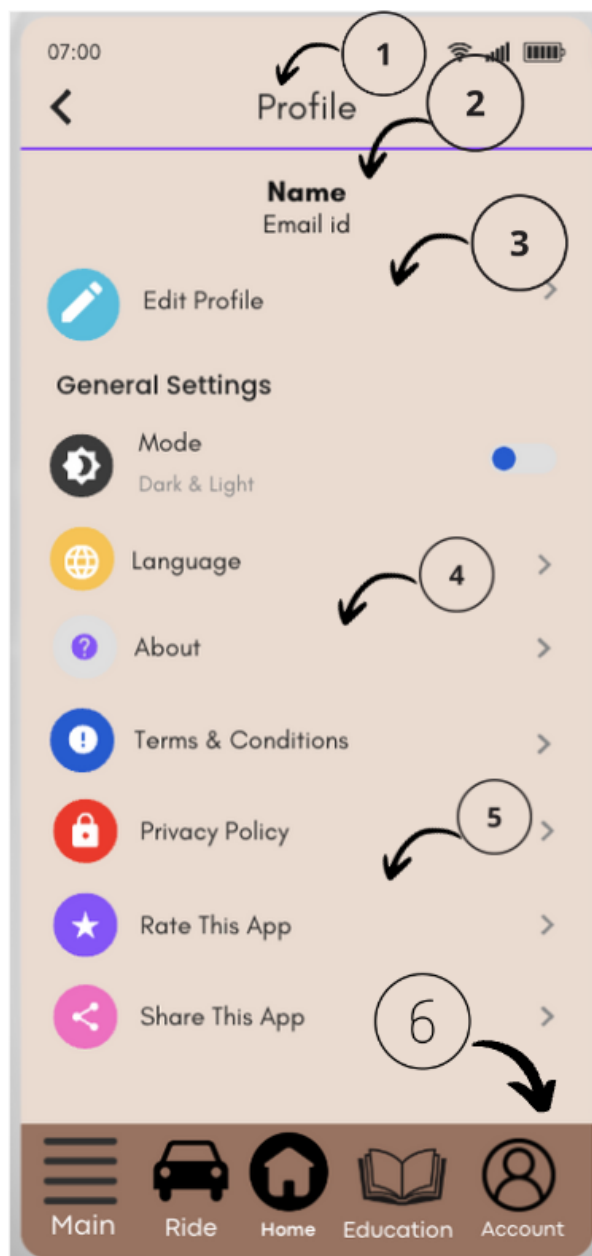 07:00
1
Profile
2
Name
Email id
3
Edit Profile
General Settings
Mode
Dark & Light
Language
4
About
Terms & Conditions
5
Privacy Policy
Rate This App
Share This App
6
Main Ride Home Education Account